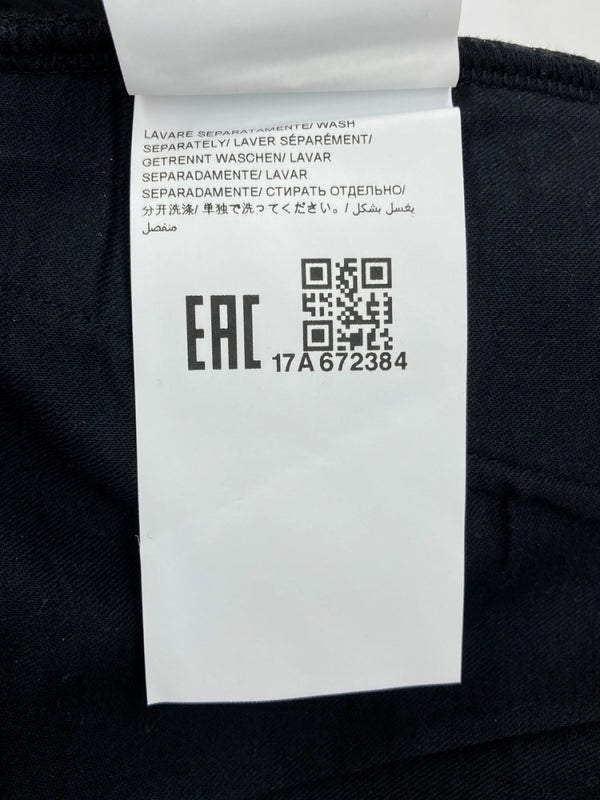 LAVARE SEPARATAMENTE/ WASH
SEPARATELY/ LAVER SÉPARÉMENT/
GETRENNT WASCHEN/ LAVAR
SEPARADAMENTE/ LAVAR
SEPARADAMENTE/ СТИРАТЬ ОТДЕЛЬНО/
分开洗涤/ 単独で洗ってください。/ يغسل بشكل
منفصل
EAC
17A 672384